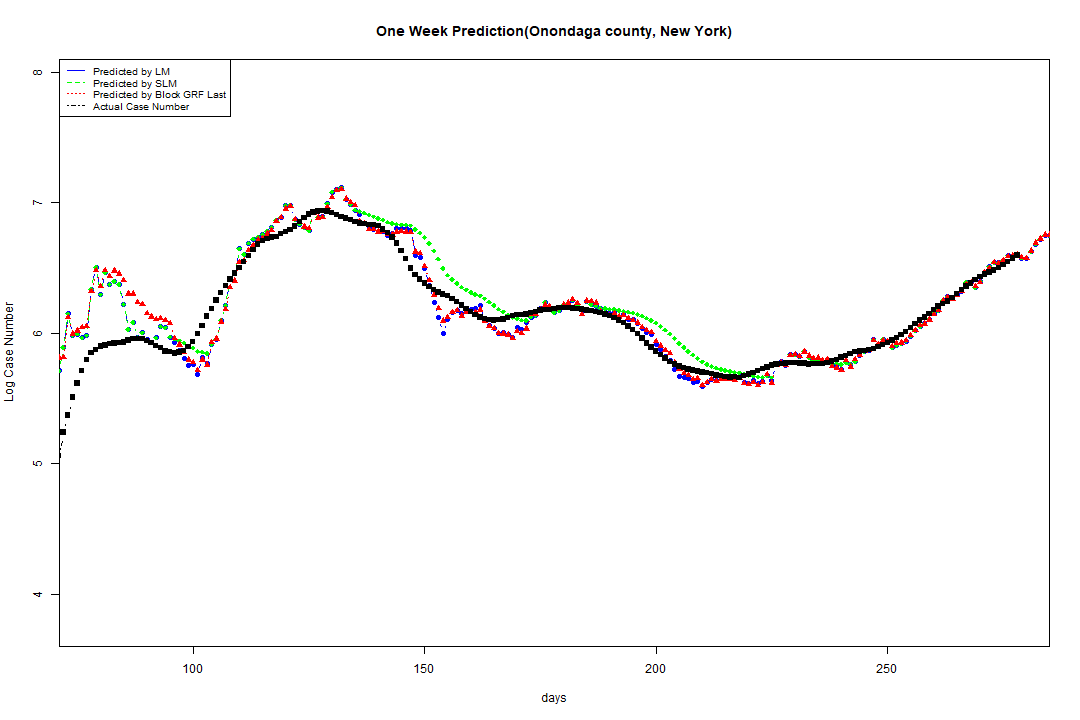 One Week Prediction(Onondaga county, New York)
Predicted by LM
Predicted by SLM
Predicted by Block GRF Last
Actual Case Number
8
7
6
5
4
Log Case Number
100 150 200 250
days